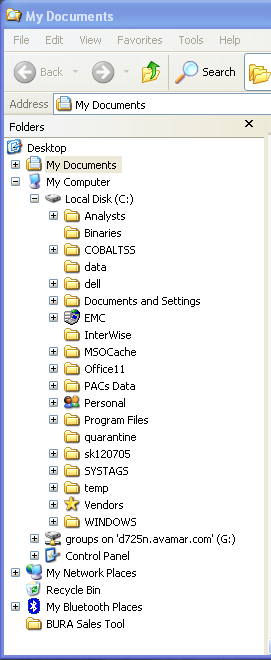 My Documents
File Edit View Favorites Tools Help
Back Search
Address My Documents
Folders
Desktop
My Documents
My Computer
Local Disk (C:)
Analysts
Binaries
COBALTSS
data
dell
Documents and Settings
EMC
InterWise
MSOCache
Office11
PACs Data
Personal
Program Files
quarantine
sk120705
SYSTAGS
temp
Vendors
WINDOWS
groups on 'd725n.avamar.com' (G:)
Control Panel
My Network Places
Recycle Bin
My Bluetooth Places
BURA Sales Tool